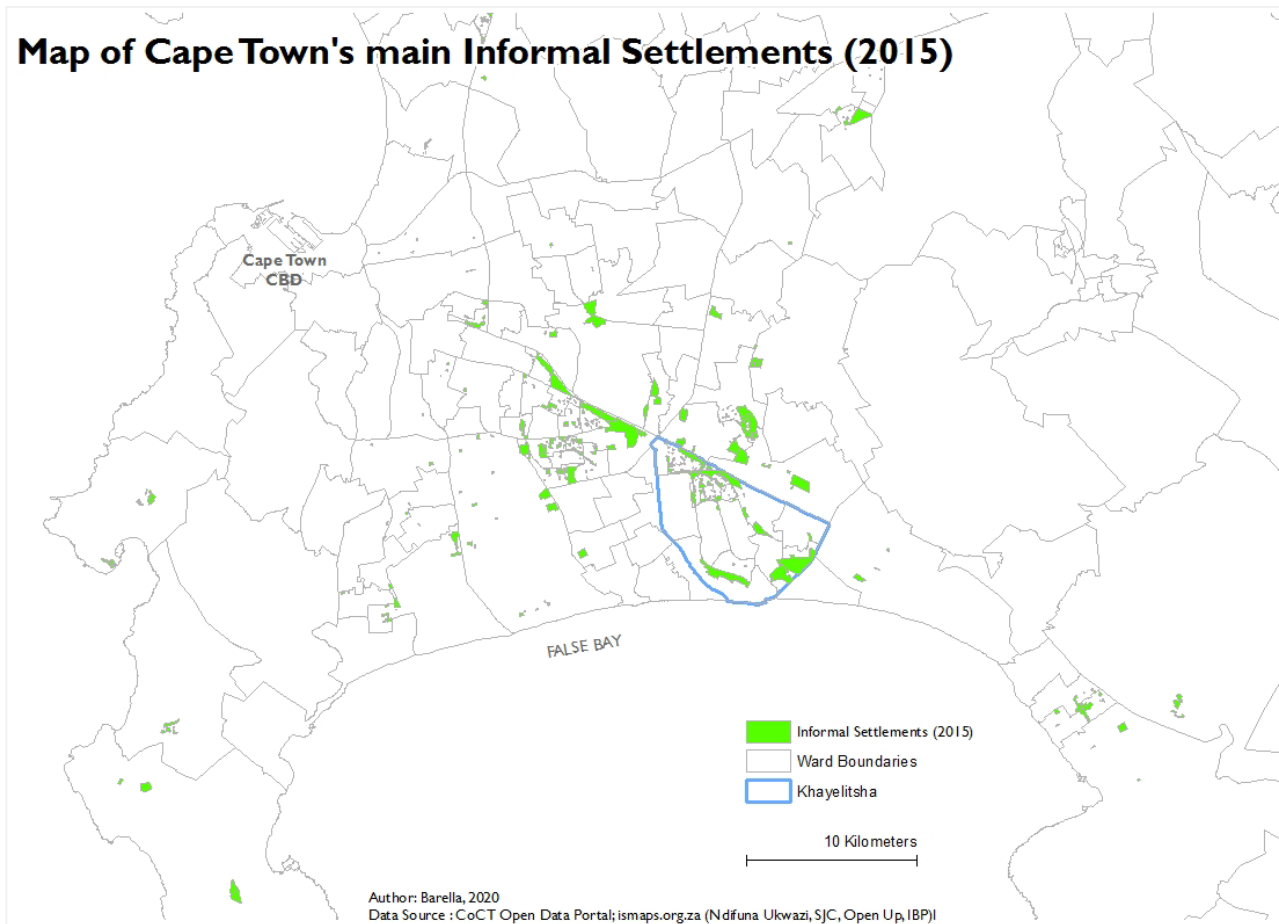 Map of Cape Town's main Informal Settlements (2015)
Cape Town
CBD
FALSE BAY
Informal Settlements (2015)
Ward Boundaries
Khayelitsha
10 Kilometers
Author: Barella, 2020
Data Source : CoCT Open Data Portal; ismaps.org.za (Ndifuna Ukwazi, SJC, Open Up, IBP)l